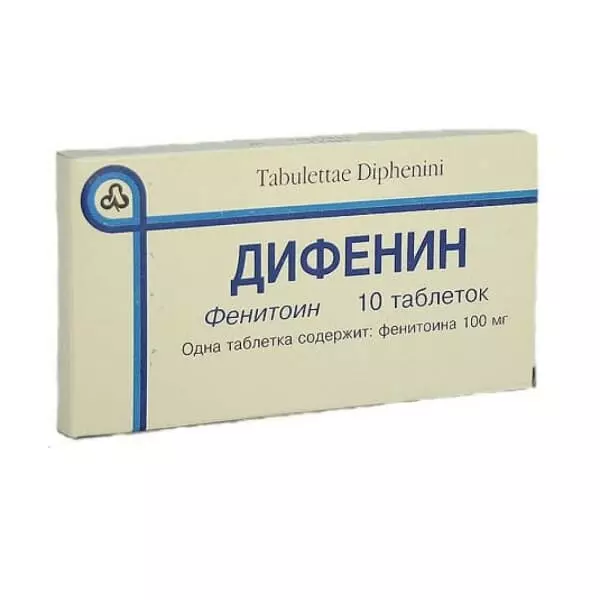 Tabulettae Diphenini
ДИФЕНИН
Фенитоин 10 таблеток
Одна таблетка содержит: фенитоина 100 мг